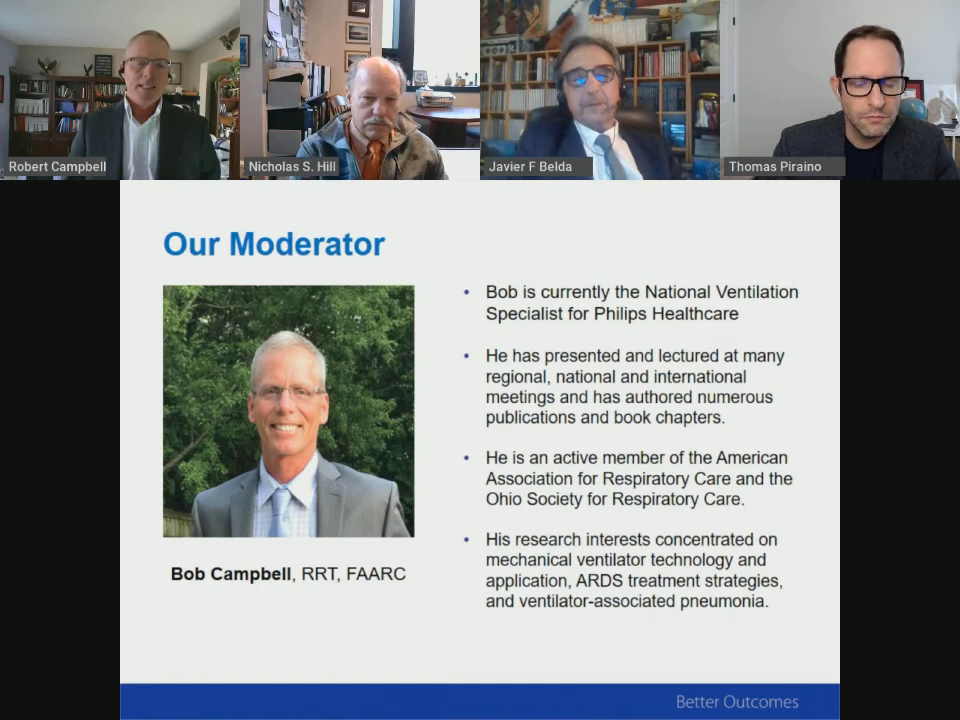 Robert Campbell
Nicholas S. Hill
Javier F Belda
Thomas Piraino
Our Moderator
• Bob is currently the National Ventilation
Specialist for Philips Healthcare
• He has presented and lectured at many
regional, national and international
meetings and has authored numerous
publications and book chapters.
• He is an active member of the American
Association for Respiratory Care and the
Ohio Society for Respiratory Care.
• His research interests concentrated on
mechanical ventilator technology and
application, ARDS treatment strategies,
and ventilator-associated pneumonia.
Bob Campbell, RRT, FAARC
Better Outcomes